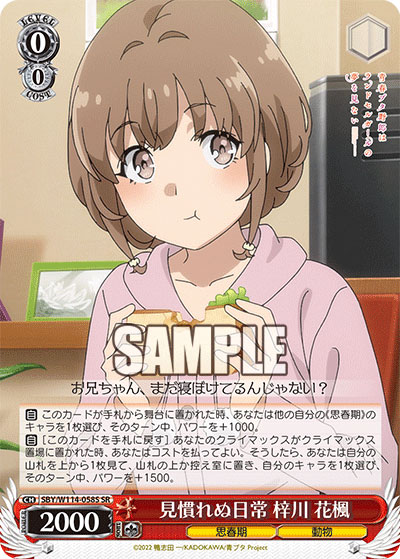 LEVEL
0
0
COST
青春ブタ野郎は
ランドセルガールの
夢を見ない
SAMPLE
お兄ちゃん、まだ寝ぼけてるんじゃない？
自 このカードが手札から舞台に置かれた時、あなたは他の自分の《思春期》の
キャラを1枚選び、そのターン中、パワーを+1000。
自 ［このカードを手札に戻す］ あなたのクライマックスがクライマックス
置場に置かれた時、あなたはコストを払ってよい。そうしたら、あなたは自分の
山札を上から1枚見て、山札の上か控え室に置き、自分のキャラを1枚選び、
そのターン中、パワーを+1500。
CH SBY/W114-058S SR
2000
見慣れぬ日常 梓川 花楓
思春期
動物
©2022 鴨志田 一/KADOKAWA/青ブタ Project